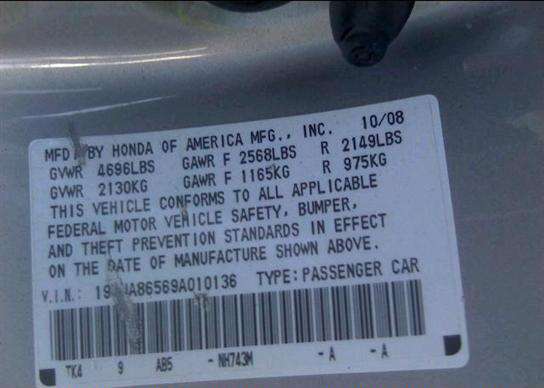 MFD. BY HONDA OF AMERICA MFG., INC. 10/08
GVWR 4696LBS GAWR F 2568LBS R 2149LBS
GVWR 2130KG GAWR F 1165KG R 975KG
THIS VEHICLE CONFORMS TO ALL APPLICABLE
FEDERAL MOTOR VEHICLE SAFETY, BUMPER,
AND THEFT PREVENTION STANDARDS IN EFFECT
ON THE DATE OF MANUFACTURE SHOWN ABOVE.
V.I.N.: TYPE:PASSENGER CAR
TK4 9 AB5 - NH743M - A - A